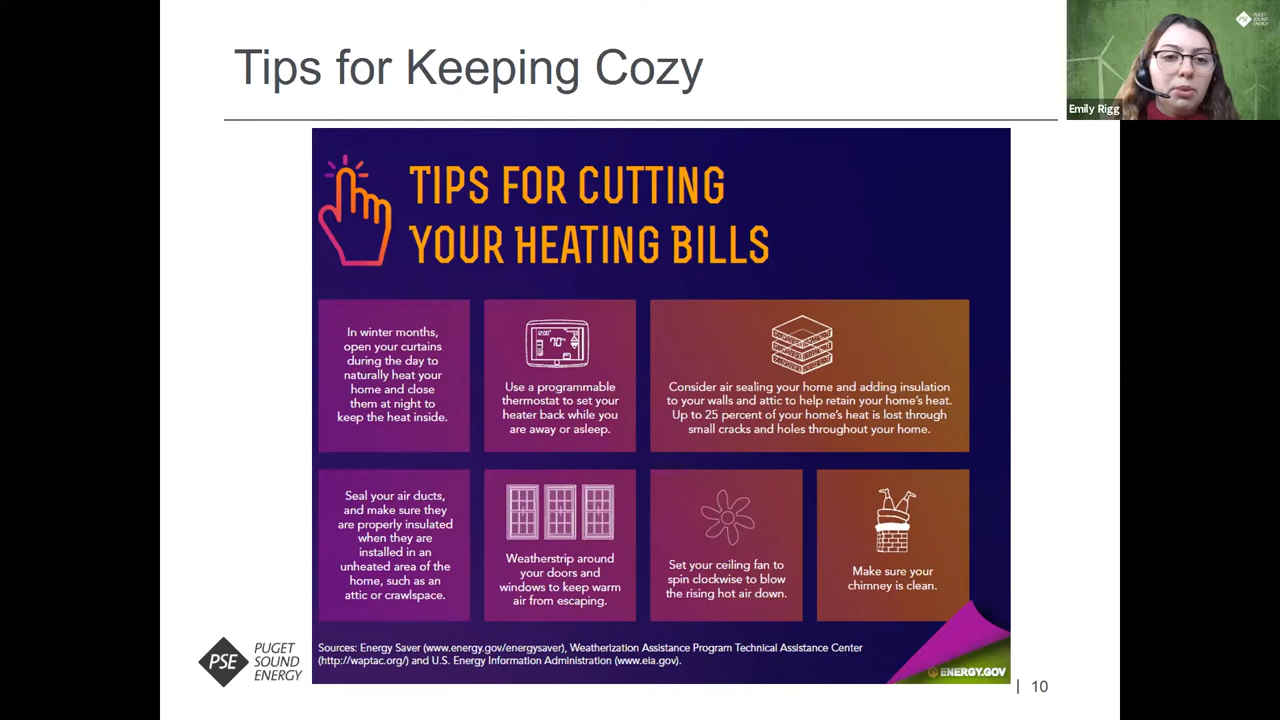 Tips for Keeping Cozy
PUGET
SOUND
ENERGY
PSE
Emily Rigg
TIPS FOR CUTTING
YOUR HEATING BILLS
In winter months,
open your curtains
during the day to
naturally heat your
home and close
them at night to
keep the heat inside.
70°
Use a programmable
thermostat to set your
heater back while you
are away or asleep.
Consider air sealing your home and adding insulation
to your walls and attic to help retain your home's heat.
Up to 25 percent of your home's heat is lost through
small cracks and holes throughout your home.
Seal your air ducts,
and make sure they
are properly insulated
when they are
installed in an
unheated area of the
home, such as an
attic or crawlspace.
Weatherstrip around
your doors and
windows to keep warm
air from escaping.
Set your ceiling fan to
spin clockwise to blow
the rising hot air down.
Make sure your
chimney is clean.
Sources: Energy Saver (www.energy.gov/energysaver), Weatherization Assistance Program Technical Assistance Center
(http://waptac.org/) and U.S. Energy Information Administration (www.eia.gov).
ENERGY.GOV
PSE
PUGET
SOUND
ENERGY
| 10